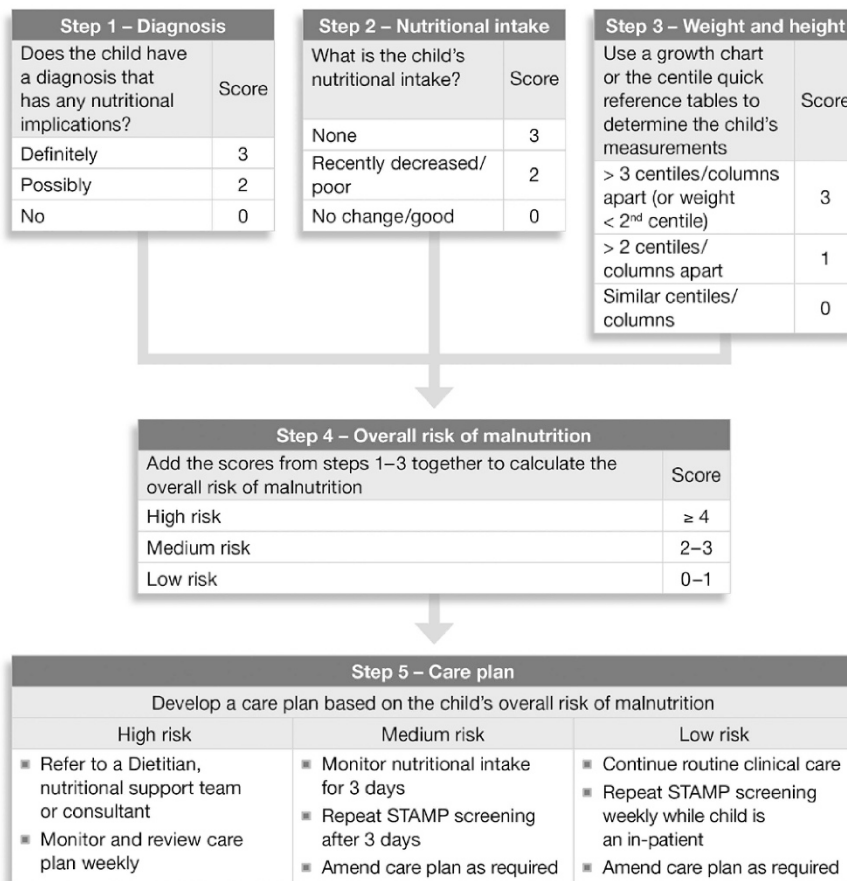 Step 1 – Diagnosis
Does the child have
a diagnosis that
has any nutritional
implications?
Score
Definitely 3
Possibly 2
No 0
Step 2 – Nutritional intake
What is the child's
nutritional intake?
Score
None 3
Recently decreased/
poor
2
No change/good 0
Step 3 – Weight and height
Use a growth chart
or the centile quick
reference tables to
determine the child's
measurements
Score
> 3 centiles/columns
apart (or weight
< 2nd centile)
3
> 2 centiles/
columns apart
1
Similar centiles/
columns
0
Step 4 – Overall risk of malnutrition
Add the scores from steps 1–3 together to calculate the
overall risk of malnutrition
Score
High risk ≥ 4
Medium risk 2–3
Low risk 0–1
Step 5 – Care plan
Develop a care plan based on the child's overall risk of malnutrition
High risk
▪ Refer to a Dietitian,
nutritional support team
or consultant
▪ Monitor and review care
plan weekly
Medium risk
▪ Monitor nutritional intake
for 3 days
▪ Repeat STAMP screening
after 3 days
▪ Amend care plan as required
Low risk
▪ Continue routine clinical care
▪ Repeat STAMP screening
weekly while child is
an in-patient
▪ Amend care plan as required